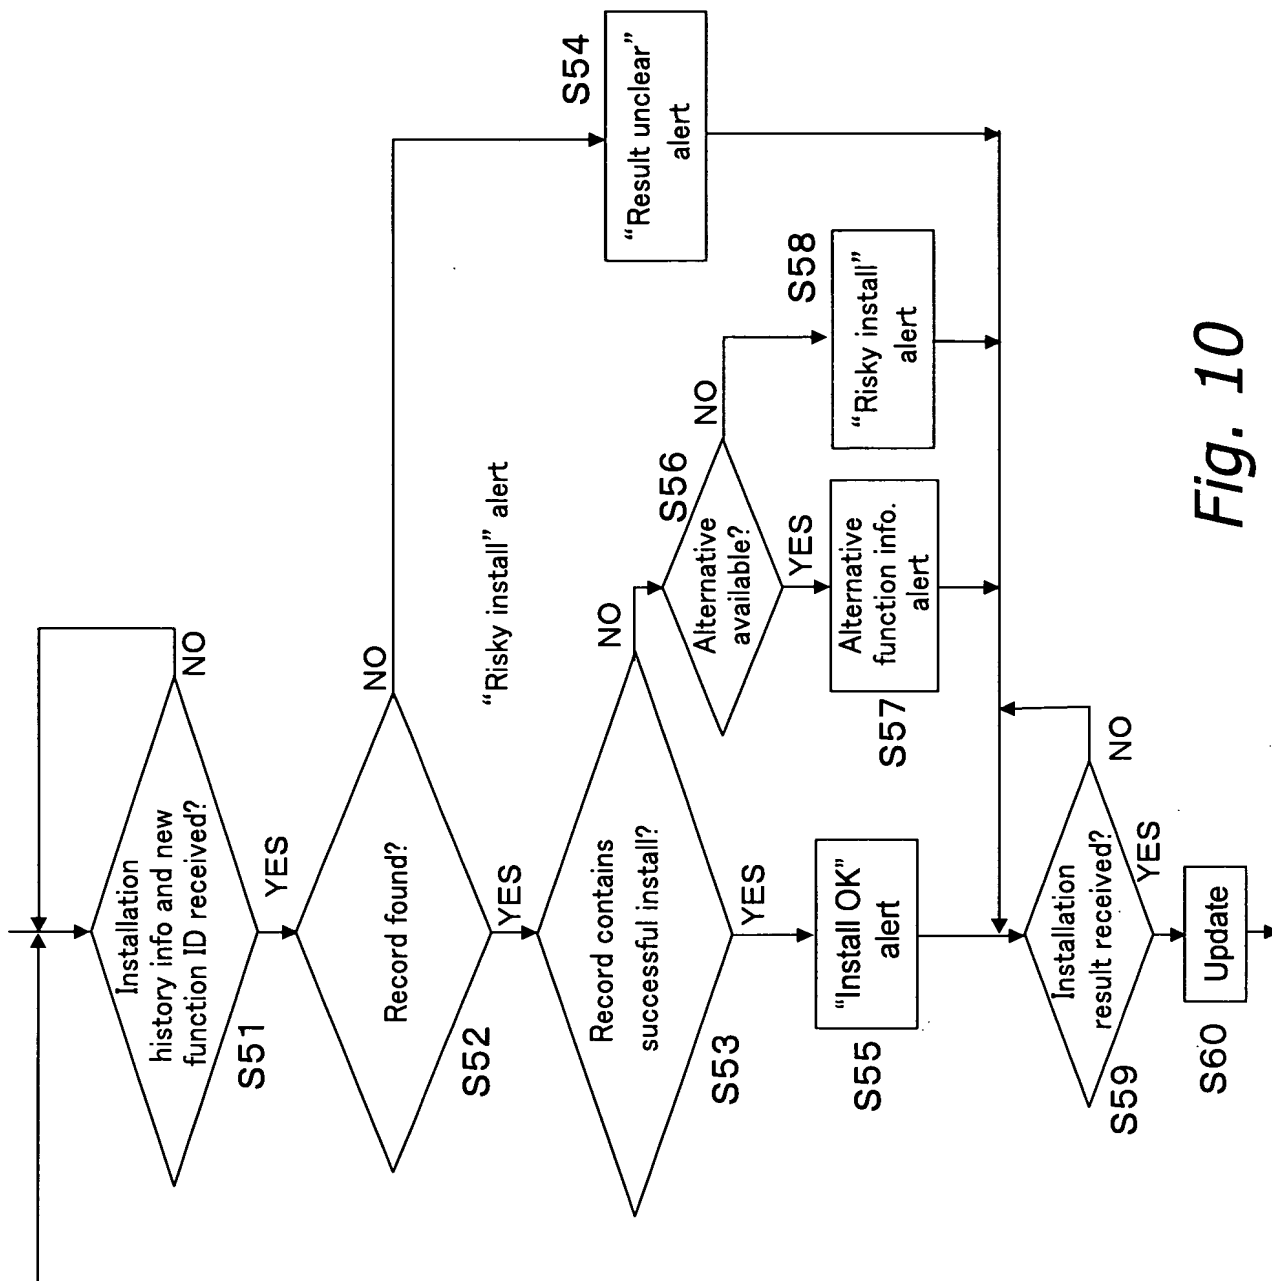 Installation
history info and new
function ID received?
S51
NO
YES
Record found?
S52
NO
YES
"Risky install" alert
Record contains
successful install?
S53
NO
YES
“Result unclear”
alert
S54
“Install OK”
alert
S55
Alternative
available?
S56
NO
YES
Alternative
function info.
alert
S57
“Risky install”
alert
S58
Installation
result received?
S59
NO
YES
Update
S60
Fig. 10